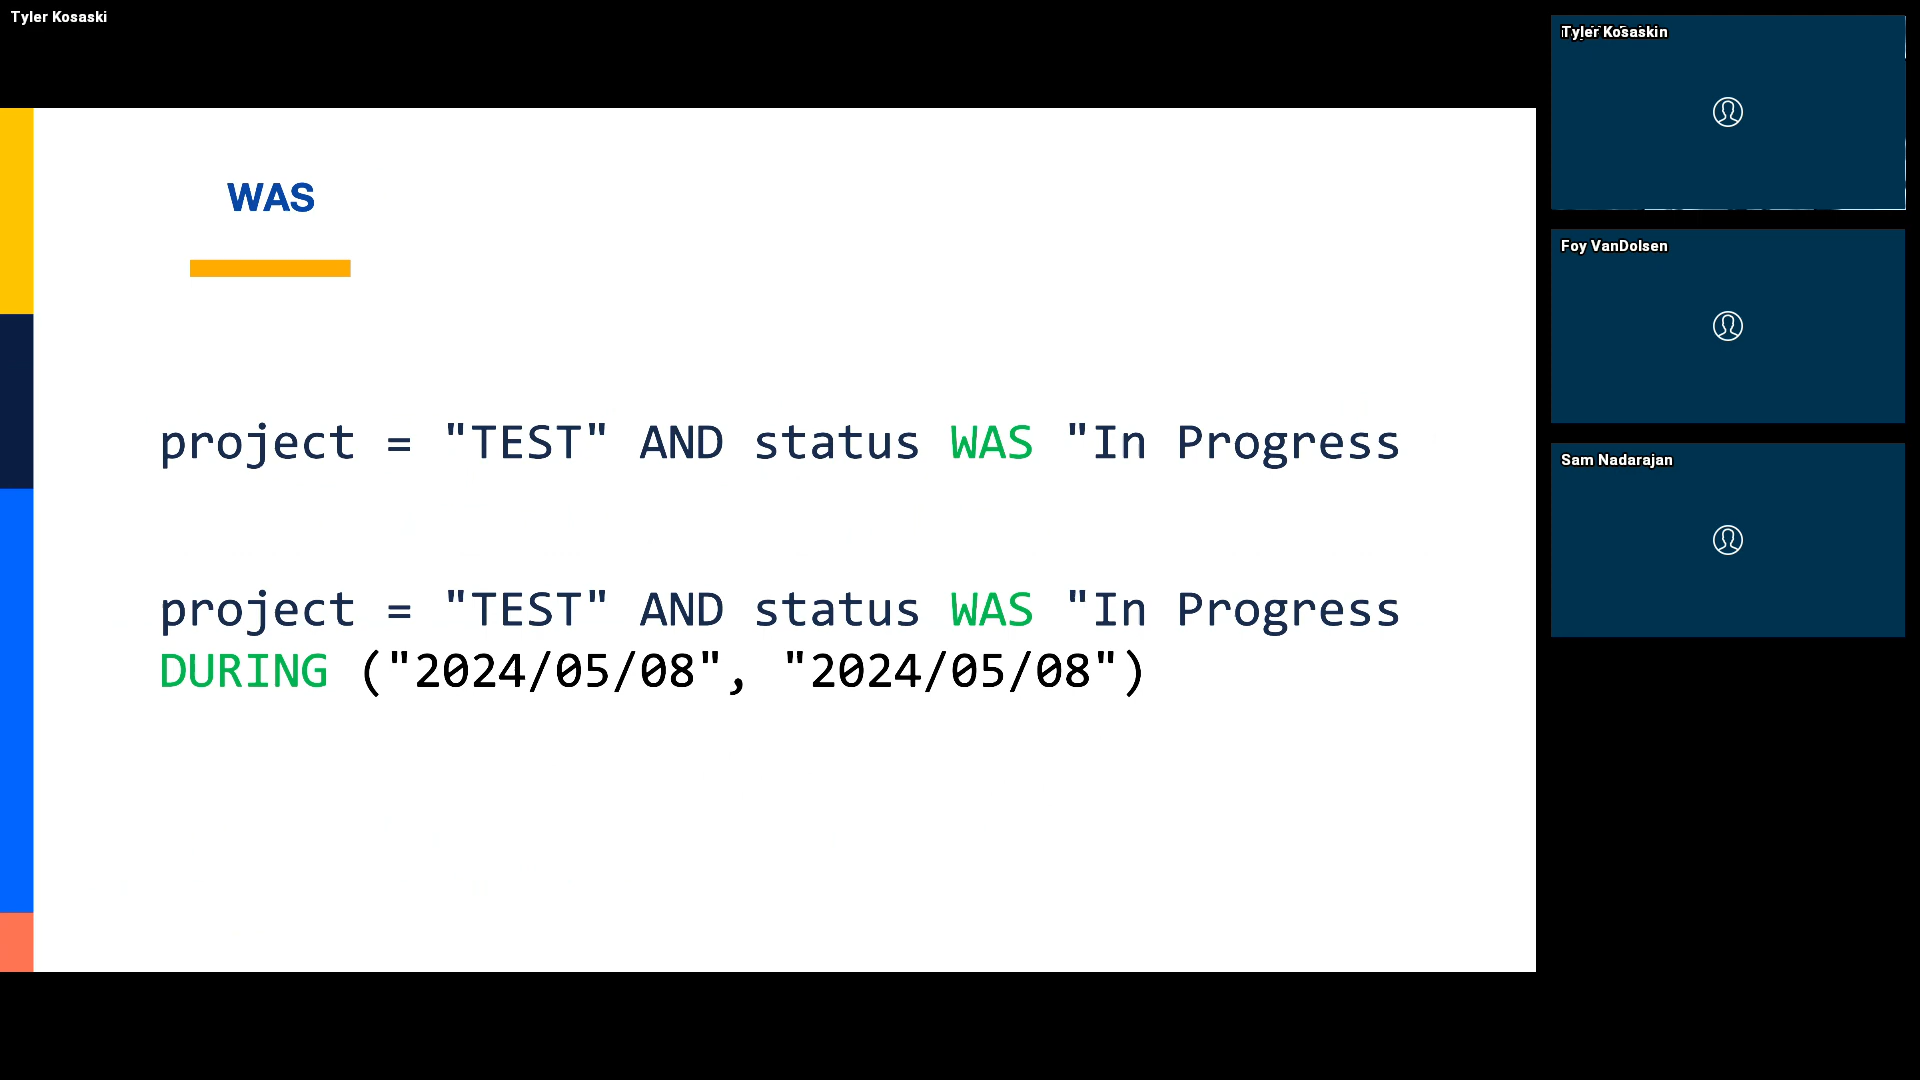 Tyler Kosaski
WAS
project = "TEST" AND status WAS "In Progress
project = "TEST" AND status WAS "In Progress
DURING ("2024/05/08", "2024/05/08")
Tyler Kosaskin
Foy VanDolsen
Sam Nadarajan